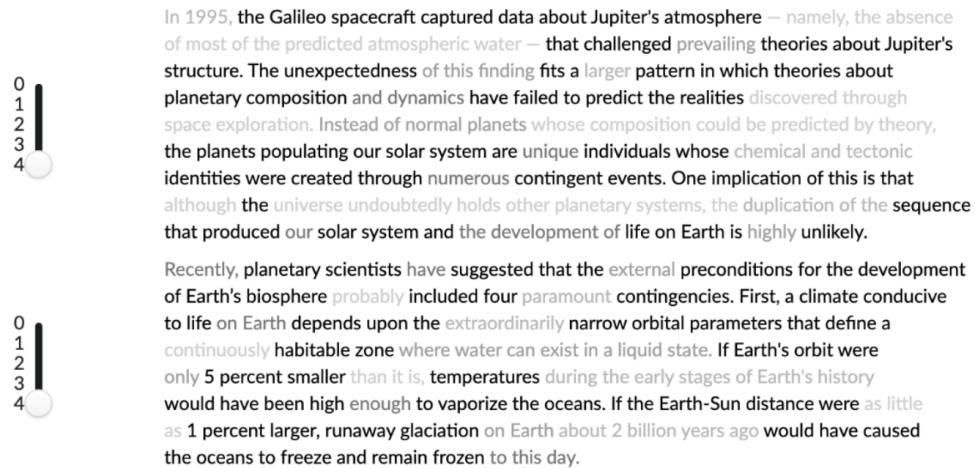 In 1995, the Galileo spacecraft captured data about Jupiter's atmosphere — namely, the absence
of most of the predicted atmospheric water — that challenged prevailing theories about Jupiter's
structure. The unexpectedness of this finding fits a larger pattern in which theories about
planetary composition and dynamics have failed to predict the realities discovered through
space exploration. Instead of normal planets whose composition could be predicted by theory,
the planets populating our solar system are unique individuals whose chemical and tectonic
identities were created through numerous contingent events. One implication of this is that
although the universe undoubtedly holds other planetary systems, the duplication of the sequence
that produced our solar system and the development of life on Earth is highly unlikely.
0
1
2
3
4
Recently, planetary scientists have suggested that the external preconditions for the development
of Earth’s biosphere probably included four paramount contingencies. First, a climate conducive
to life on Earth depends upon the extraordinarily narrow orbital parameters that define a
continuously habitable zone where water can exist in a liquid state. If Earth's orbit were
only 5 percent smaller than it is, temperatures during the early stages of Earth's history
would have been high enough to vaporize the oceans. If the Earth-Sun distance were as little
as 1 percent larger, runaway glaciation on Earth about 2 billion years ago would have caused
the oceans to freeze and remain frozen to this day.
0
1
2
3
4